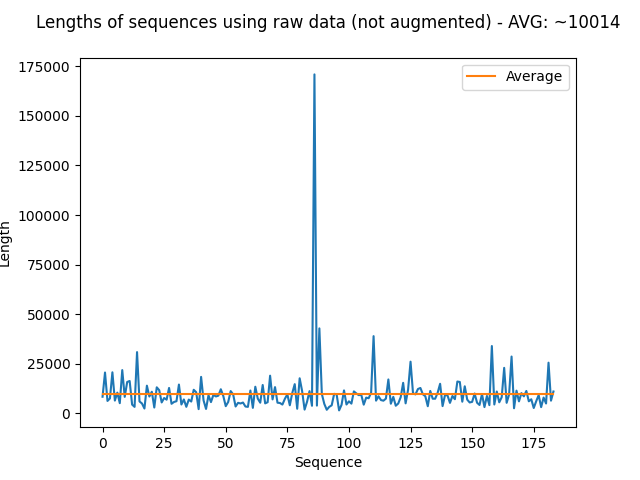 Lengths of sequences using raw data (not augmented) - AVG: ~10014
175000
150000
125000
100000
75000
50000
25000
0
Length
Average
0 25 50 75 100 125 150 175
Sequence